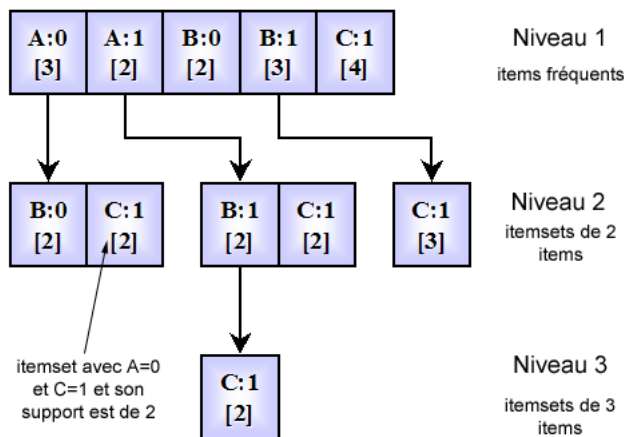 A:0 A:1 B:0 B:1 C:1
[3] [2] [2] [3] [4]
Niveau 1
items fréquents
B:0 C:1 B:1 C:1 C:1
[2] [2] [2] [2] [3]
Niveau 2
itemsets de 2
items
itemset avec A=0
et C=1 et son
support est de 2
C:1
[2]
Niveau 3
itemsets de 3
items